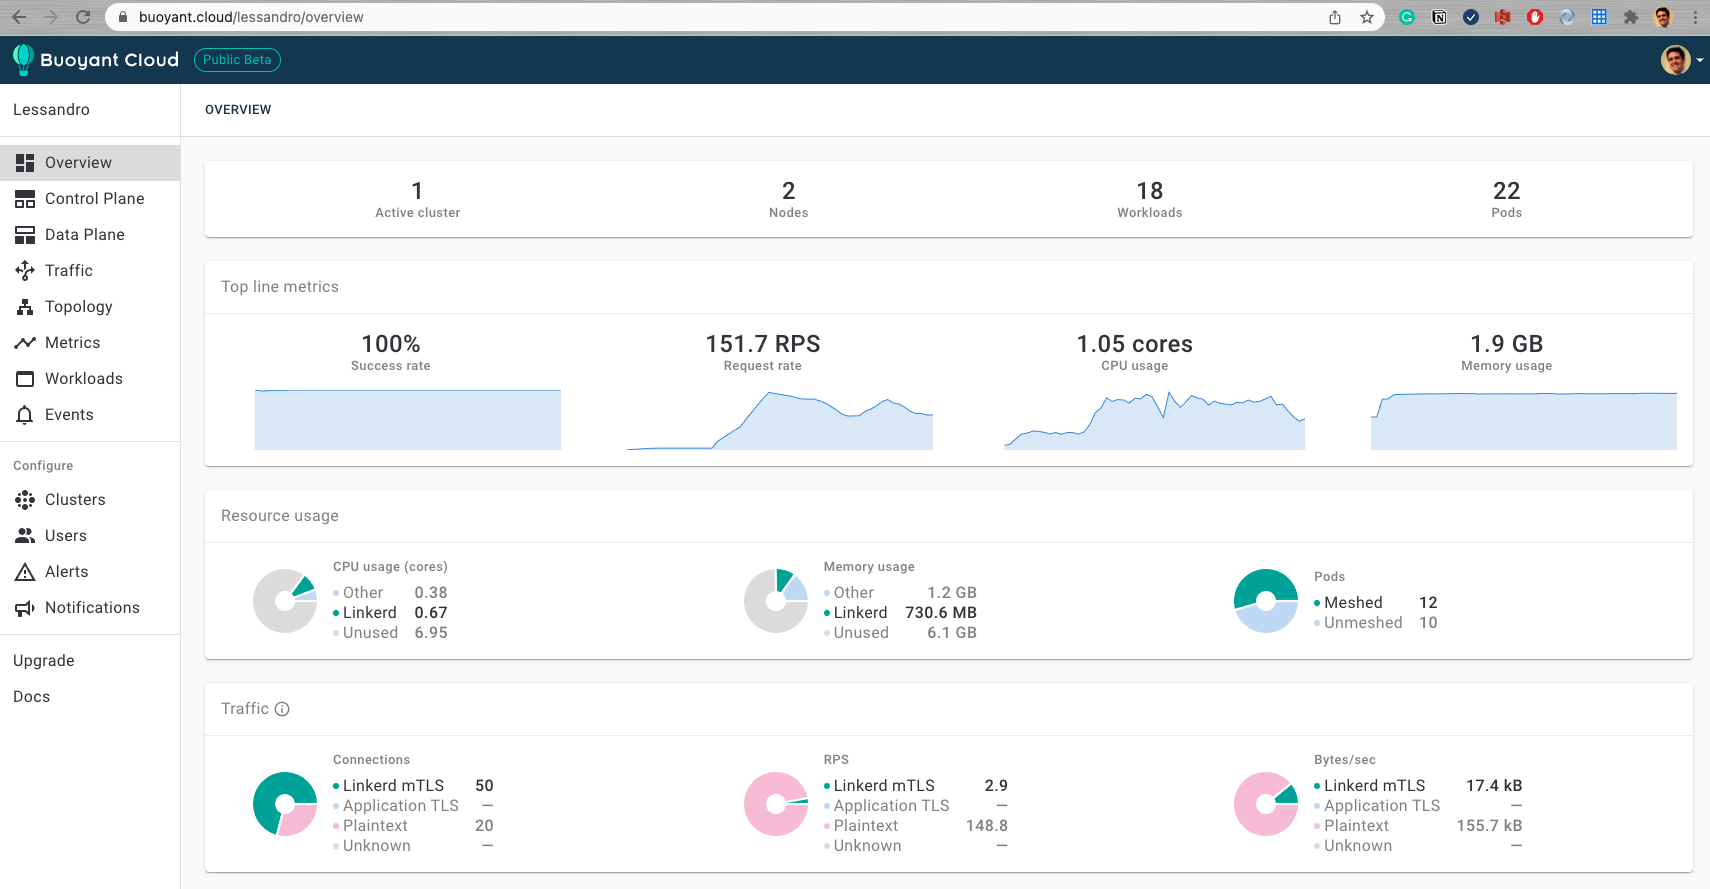 buoyant.cloud/lessandro/overview
Buoyant Cloud
Public Beta
Lessandro
Overview
Control Plane
Data Plane
Traffic
Topology
Metrics
Workloads
Events
Configure
Clusters
Users
Alerts
Notifications
Upgrade
Docs
OVERVIEW
1
Active cluster
2
Nodes
18
Workloads
22
Pods
Top line metrics
100%
Success rate
151.7 RPS
Request rate
1.05 cores
CPU usage
1.9 GB
Memory usage
Resource usage
CPU usage (cores)
Other 0.38
Linkerd 0.67
Unused 6.95
Memory usage
Other 1.2 GB
Linkerd 730.6 MB
Unused 6.1 GB
Pods
Meshed 12
Unmeshed 10
Traffic
Connections
Linkerd mTLS 50
Application TLS —
Plaintext 20
Unknown —
RPS
Linkerd mTLS 2.9
Application TLS —
Plaintext 148.8
Unknown —
Bytes/sec
Linkerd mTLS 17.4 kB
Application TLS —
Plaintext 155.7 kB
Unknown —